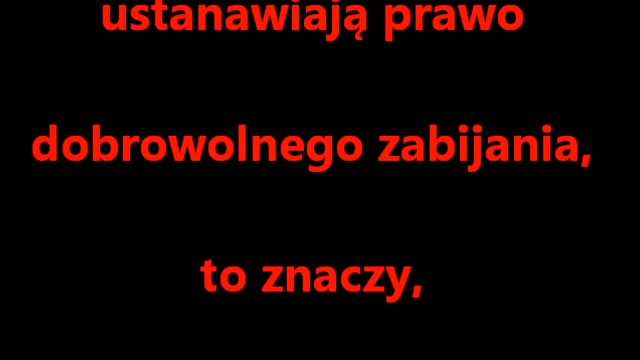 ustanawiają prawo
dobrowolnego zabijania,
to znaczy,